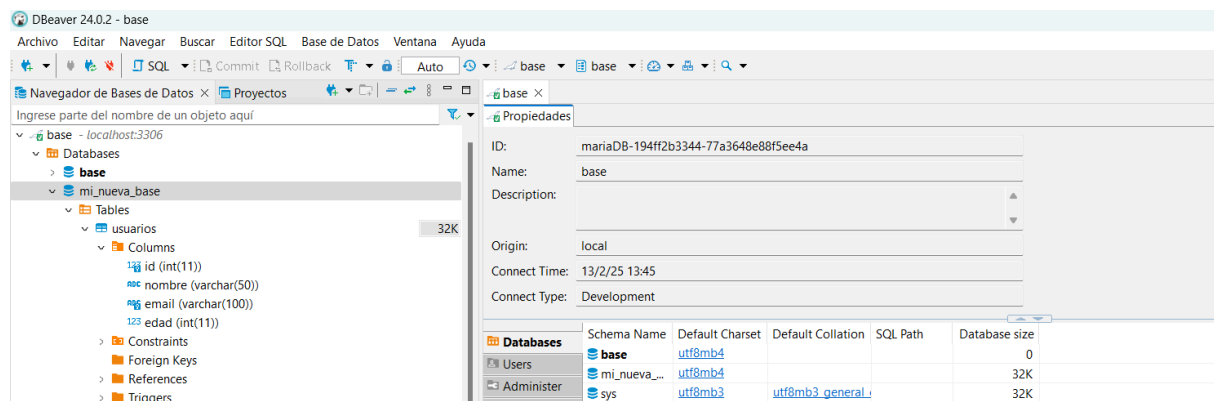 DBeaver 24.0.2 - base
Archivo Editar Navegar Buscar Editor SQL Base de Datos Ventana Ayuda
SQL Commit Rollback Auto base base
Navegador de Bases de Datos Proyectos
base
Ingrese parte del nombre de un objeto aquí
Propiedades
base - localhost:3306
Databases
base
mi_nueva_base
Tables
usuarios 32K
Columns
123 id (int(11))
ABC nombre (varchar(50))
ABC email (varchar(100))
123 edad (int(11))
Constraints
Foreign Keys
References
Triggers
ID: mariaDB-194ff2b3344-77a3648e88f5ee4a
Name: base
Description:
Origin: local
Connect Time: 13/2/25 13:45
Connect Type: Development
Databases
Users
Administer
Schema Name Default Charset Default Collation SQL Path Database size
base utf8mb4 0
mi_nueva_... utf8mb4 32K
sys utf8mb3 utf8mb3_general_ 32K